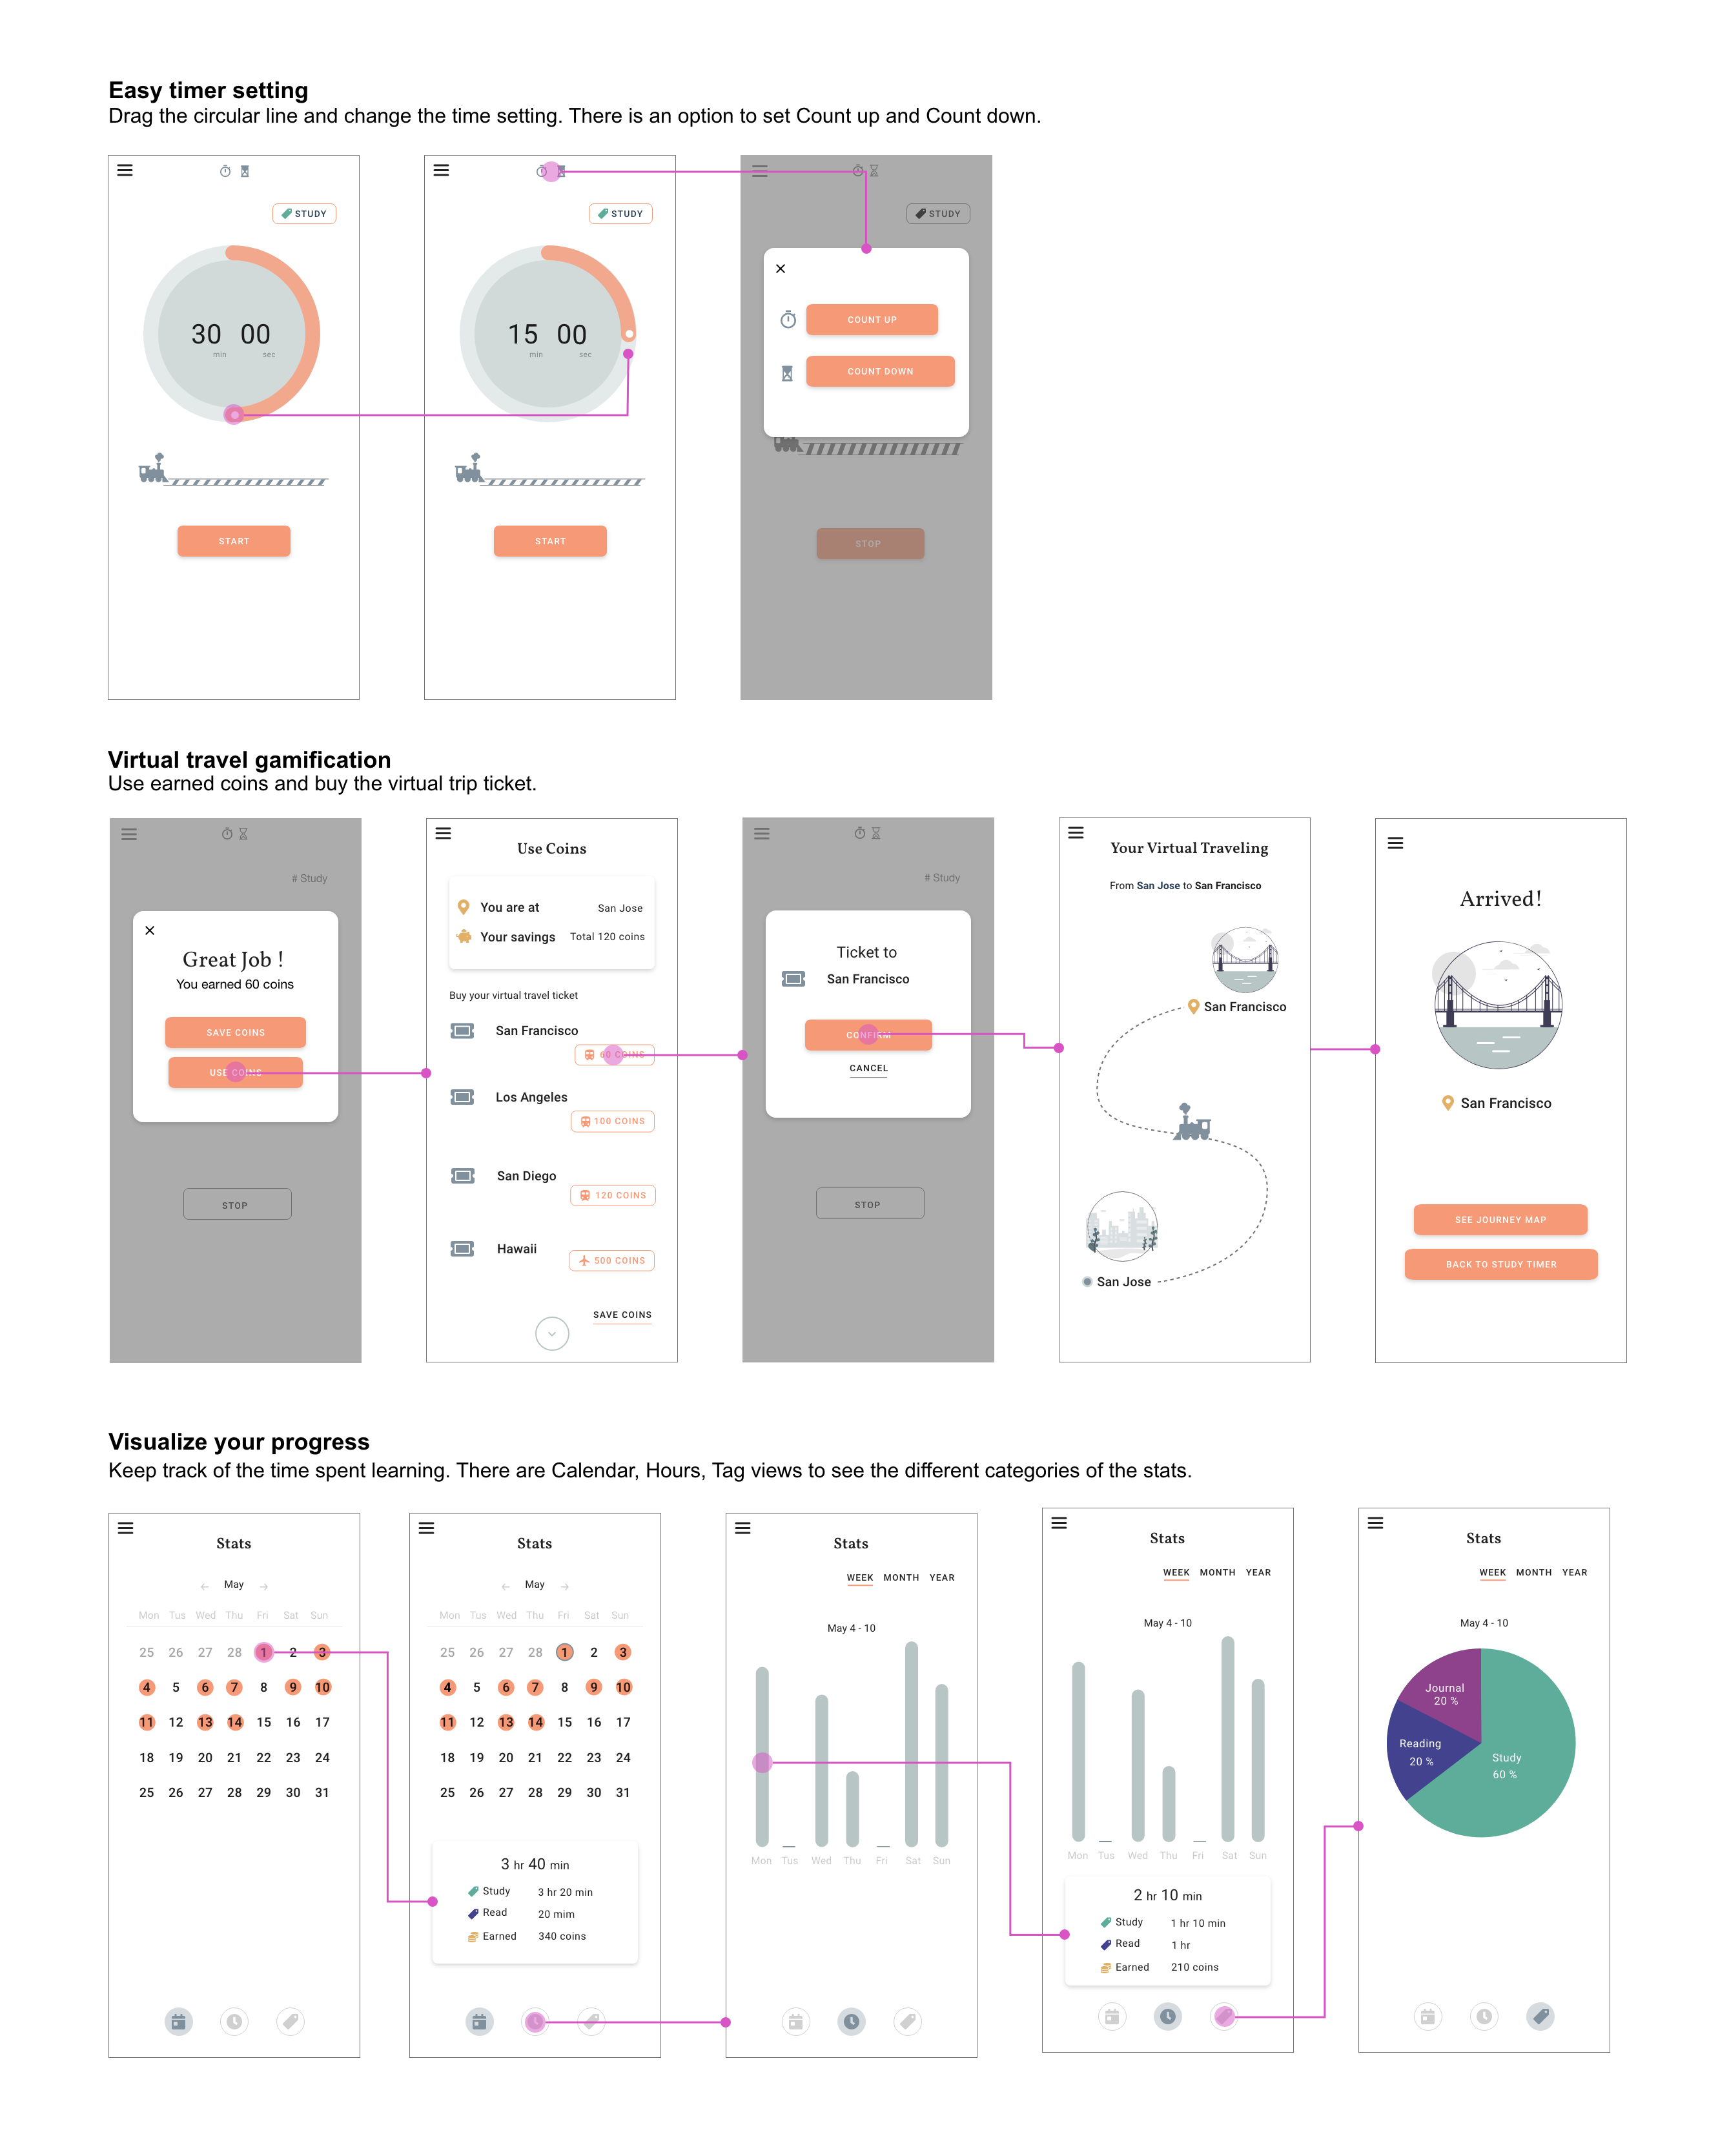 Easy timer setting
Drag the circular line and change the time setting. There is an option to set Count up and Count down.
STUDY
30 00
min sec
START
STUDY
15 00
min sec
START
STUDY
COUNT UP
COUNT DOWN
STOP
Virtual travel gamification
Use earned coins and buy the virtual trip ticket.
# Study
Great Job !
You earned 60 coins
SAVE COINS
USE COINS
STOP
Use Coins
You are at San Jose
Your savings Total 120 coins
Buy your virtual travel ticket
San Francisco
60 COINS
Los Angeles
100 COINS
San Diego
120 COINS
Hawaii
500 COINS
SAVE COINS
# Study
Ticket to
San Francisco
CONFIRM
CANCEL
STOP
Your Virtual Traveling
From San Jose to San Francisco
San Francisco
San Jose
Arrived!
San Francisco
SEE JOURNEY MAP
BACK TO STUDY TIMER
Visualize your progress
Keep track of the time spent learning. There are Calendar, Hours, Tag views to see the different categories of the stats.
Stats
← May →
Mon Tus Wed Thu Fri Sat Sun
25 26 27 28 1 2 3
4 5 6 7 8 9 10
11 12 13 14 15 16 17
18 19 20 21 22 23 24
25 26 27 28 29 30 31
Stats
← May →
Mon Tus Wed Thu Fri Sat Sun
25 26 27 28 1 2 3
4 5 6 7 8 9 10
11 12 13 14 15 16 17
18 19 20 21 22 23 24
25 26 27 28 29 30 31
3 hr 40 min
Study 3 hr 20 min
Read 20 mim
Earned 340 coins
Stats
WEEK MONTH YEAR
May 4 - 10
Mon Tus Wed Thu Fri Sat Sun
Stats
WEEK MONTH YEAR
May 4 - 10
Mon Tus Wed Thu Fri Sat Sun
2 hr 10 min
Study 1 hr 10 min
Read 1 hr
Earned 210 coins
Stats
WEEK MONTH YEAR
May 4 - 10
Journal
20 %
Reading
20 %
Study
60 %